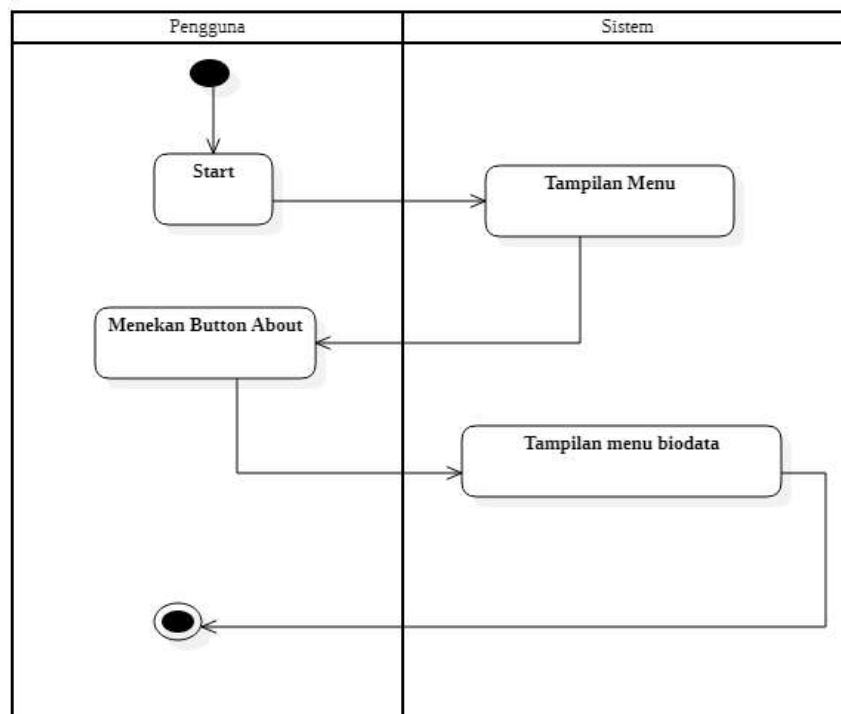 Pengguna
Sistem
Start
Tampilan Menu
Menekan Button About
Tampilan menu biodata